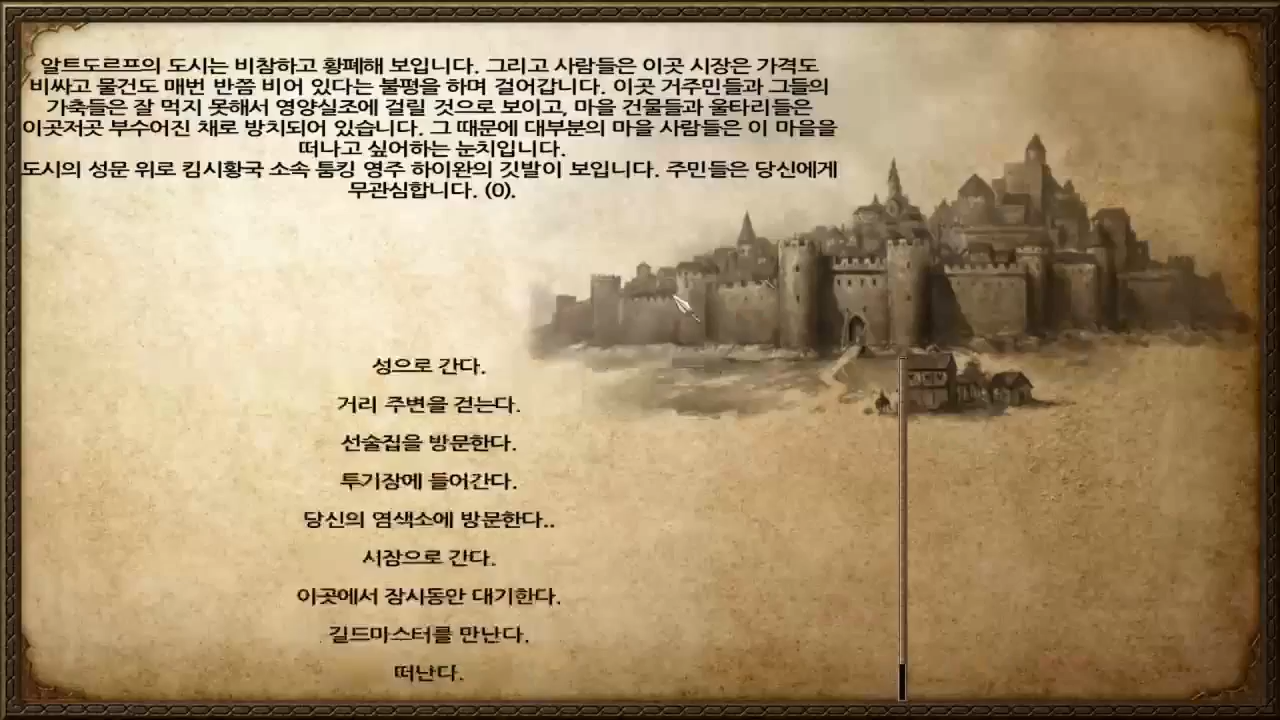 알트도르프의 도시는 비참하고 황폐해 보입니다. 그리고 사람들은 이곳 시장은 가격도
비싸고 물건도 매번 반쯤 비어 있다는 불평을 하며 걸어갑니다. 이곳 거주민들과 그들의
가축들은 잘 먹지 못해서 영양실조에 걸릴 것으로 보이고, 마을 건물들과 울타리들은
이곳저곳 부수어진 채로 방치되어 있습니다. 그 때문에 대부분의 마을 사람들은 이 마을을
떠나고 싶어하는 눈치입니다.
도시의 성문 위로 킴시황국 소속 툼킹 영주 하이완의 깃발이 보입니다. 주민들은 당신에게
무관심합니다. (0).
성으로 간다.
거리 주변을 걷는다.
선술집을 방문한다.
투기장에 들어간다.
당신의 염색소에 방문한다..
시장으로 간다.
이곳에서 잠시동안 대기한다.
길드마스터를 만난다.
떠난다.